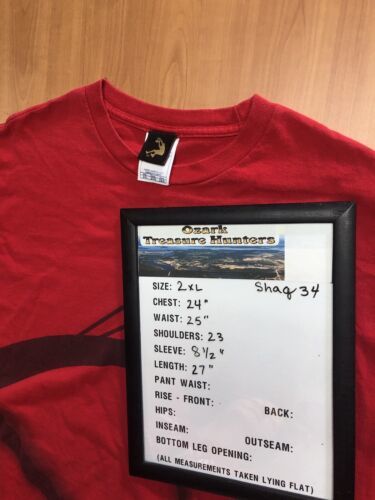 Ozark
Treasure Hunters
SIZE: 2XL Shaq 34
CHEST: 24"
WAIST: 25"
SHOULDERS: 23
SLEEVE: 8 1/2"
LENGTH: 27"
PANT WAIST:
RISE - FRONT: BACK:
HIPS:
INSEAM: OUTSEAM:
BOTTOM LEG OPENING:
(ALL MEASUREMENTS TAKEN LYING FLAT)